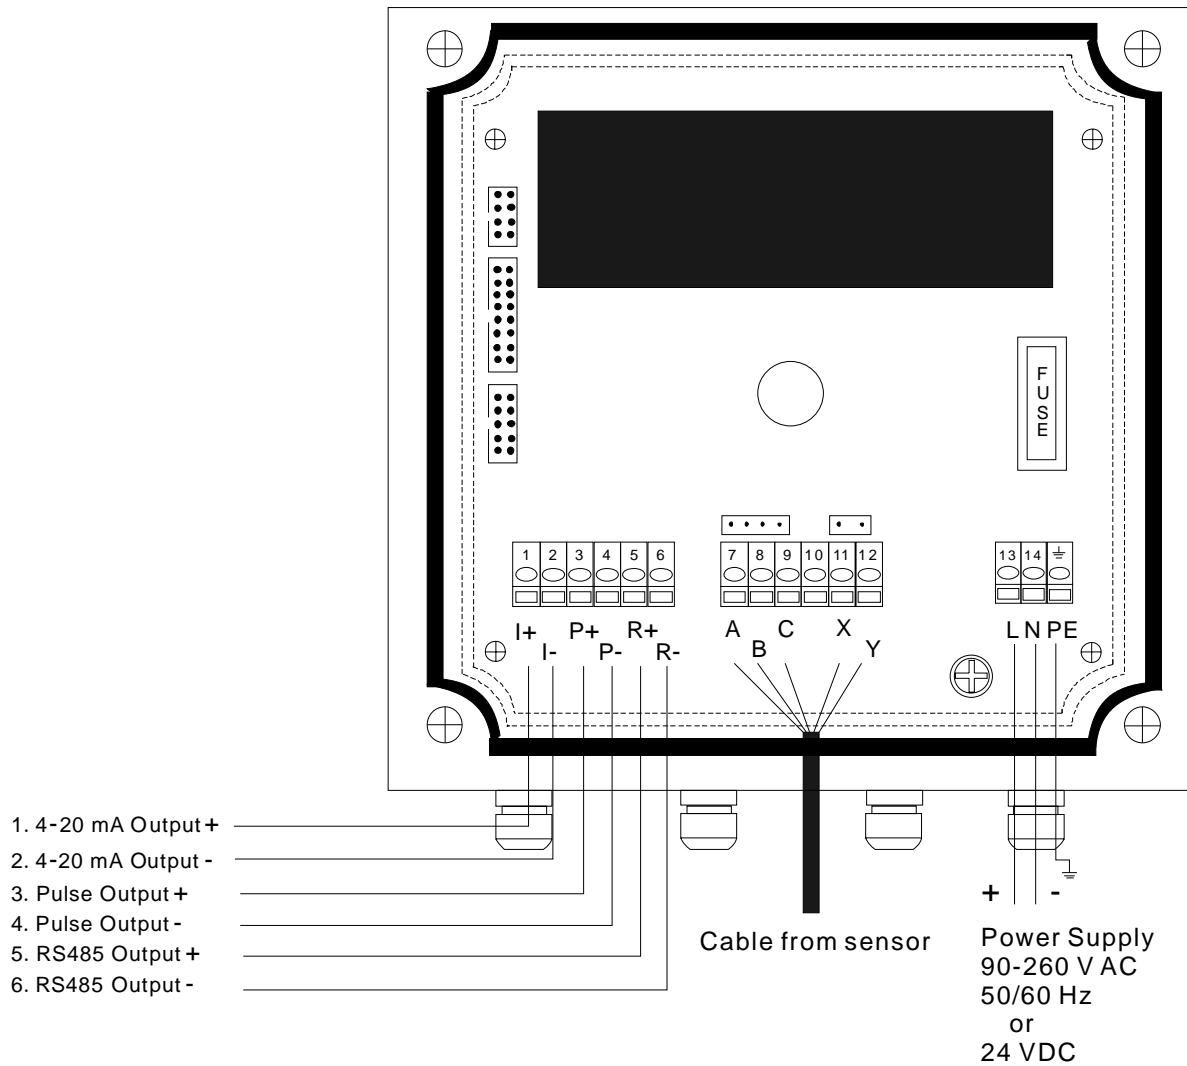 F
U
S
E
1 2 3 4 5 6
7 8 9 10 11 12
13 14
I+ P+ R+
I- P- R-
A C X
B Y
L N PE
1. 4-20 mA Output +
2. 4-20 mA Output -
3. Pulse Output +
4. Pulse Output -
5. RS485 Output +
6. RS485 Output -
Cable from sensor
+ -
Power Supply
90-260 V AC
50/60 Hz
or
24 VDC